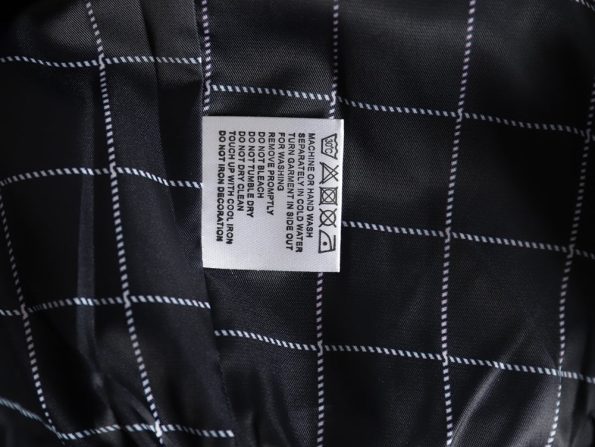 30°C
MACHINE OR HAND WASH
SEPARATELY IN COLD WATER
TURN GARMENT IN SIDE OUT
FOR WASHING
REMOVE PROMPTLY
DO NOT BLEACH
DO NOT TUMBLE DRY
DO NOT DRY CLEAN
TOUCH UP WITH COOL IRON
DO NOT IRON DECORATION